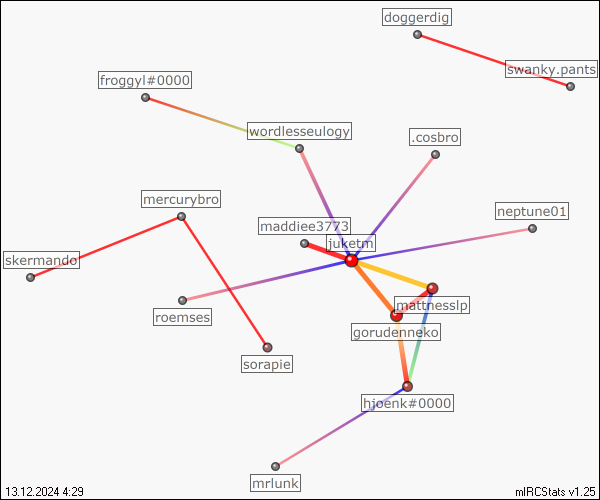 doggerdig
swanky.pants
froggyl#0000
wordlesseulogy
.cosbro
mercurybro
neptune01
maddiee3773
juketm
skermando
mattnesslp
roemses
gorudenneko
sorapie
hjoenk#0000
mrlunk
13.12.2024 4:29
mIRCStats v1.25